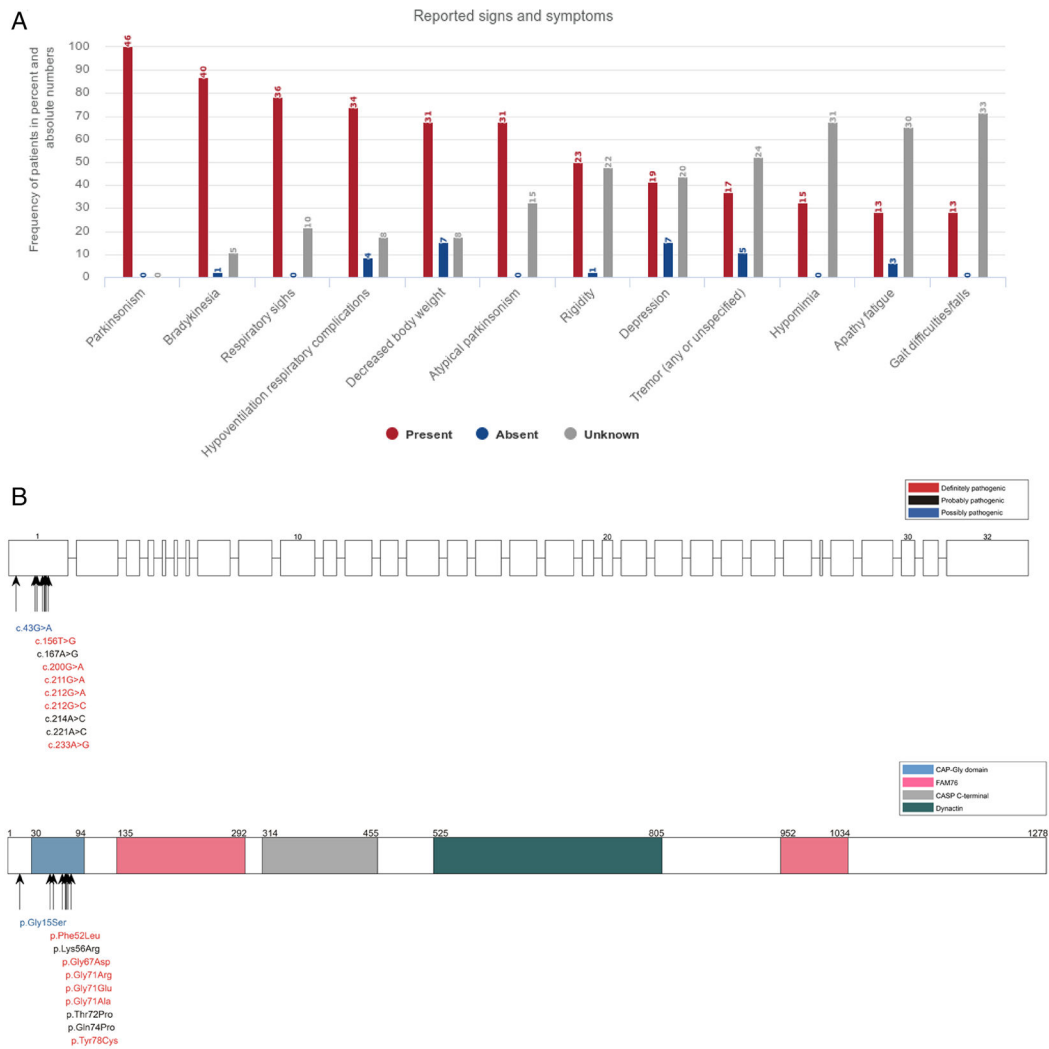 A
Reported signs and symptoms
Frequency of patients in percent and
absolute numbers
100
90
80
70
60
50
40
30
20
10
0
46 0 0
40 1 5
36 0 10
34 4 8
31 7 8
31 0 15
23 1 22
19 7 20
17 5 24
15 0 31
13 3 30
13 0 33
Parkinsonism
Bradykinesia
Respiratory sighs
Hypoventilation respiratory complications
Decreased body weight
Atypical parkinsonism
Rigidity
Depression
Tremor (any or unspecified)
Hypomimia
Apathy fatigue
Gait difficulties/falls
Present Absent Unknown
B
Definitely pathogenic
Probably pathogenic
Possibly pathogenic
1 10 20 30 32
c.43G>A
c.156T>G
c.167A>G
c.200G>A
c.211G>A
c.212G>A
c.212G>C
c.214A>C
c.221A>C
c.233A>G
CAP-Gly domain
FAM76
CASP C-terminal
Dynactin
1 30 94 135 292 314 455 525 805 952 1034 1278
p.Gly15Ser
p.Phe52Leu
p.Lys56Arg
p.Gly67Asp
p.Gly71Arg
p.Gly71Glu
p.Gly71Ala
p.Thr72Pro
p.Gln74Pro
p.Tyr78Cys